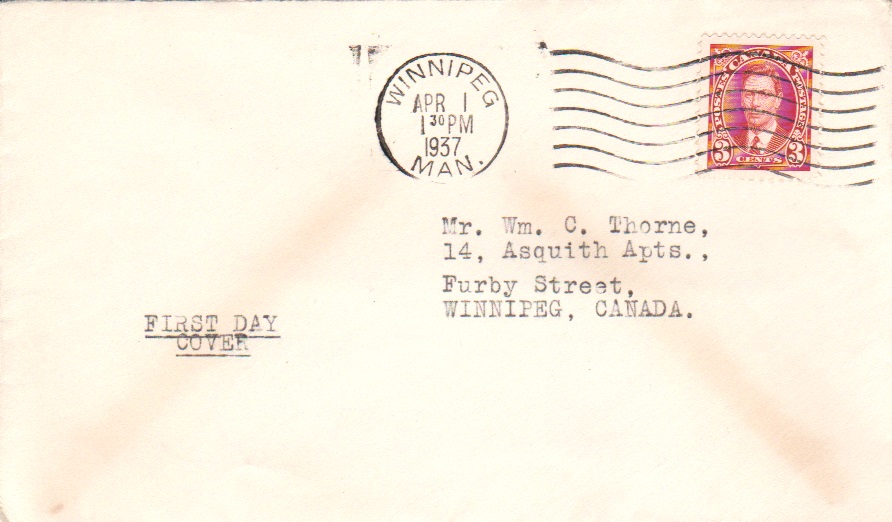 WINNIPEG
APR 1
1 30 PM
1937
MAN.
POSTES CANADA POSTAGE
3 CENTS 3
Mr. Wm. C. Thorne,
14, Asquith Apts.,
Furby Street,
WINNIPEG, CANADA.
FIRST DAY
COVER